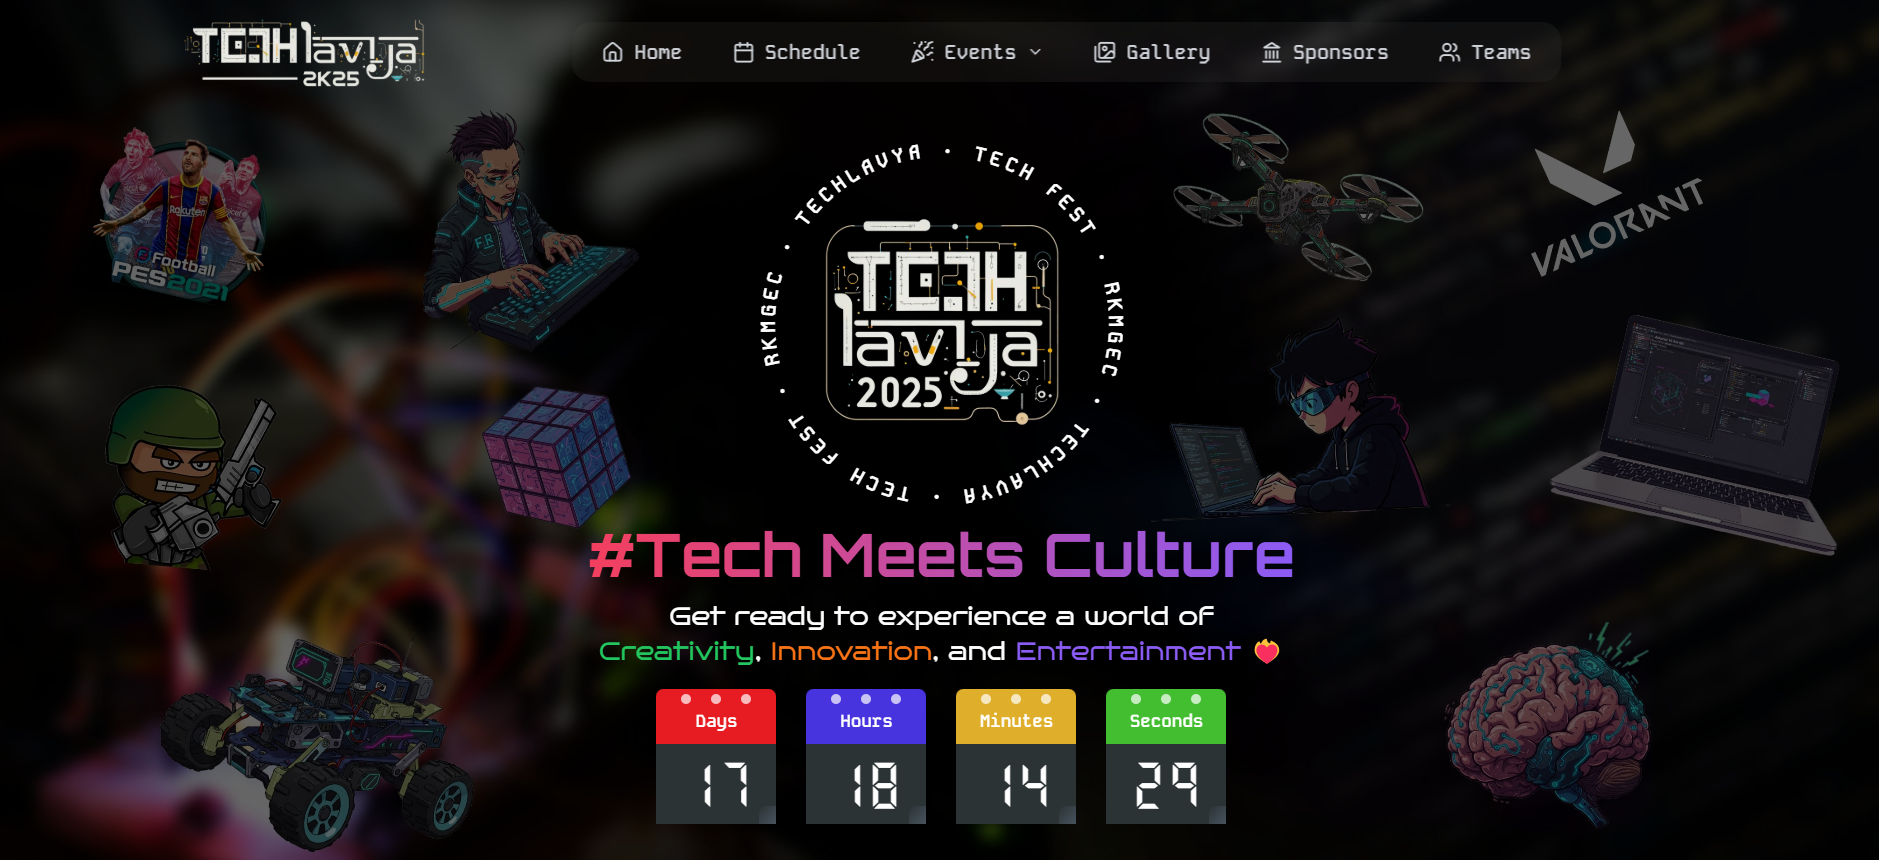 TECH lavya
2K25
Home
Schedule
Events
Gallery
Sponsors
Teams
TECHLAVYA • TECH FEST • RKMGEC • TECHLAVYA • TECH FEST • RKMGEC •
TECH
lavya
2025
Rakuten
eFootball
PES2021
F.R
VALORANT
#Tech Meets Culture
Get ready to experience a world of
Creativity, Innovation, and Entertainment
Days
Hours
Minutes
Seconds
17
18
14
29